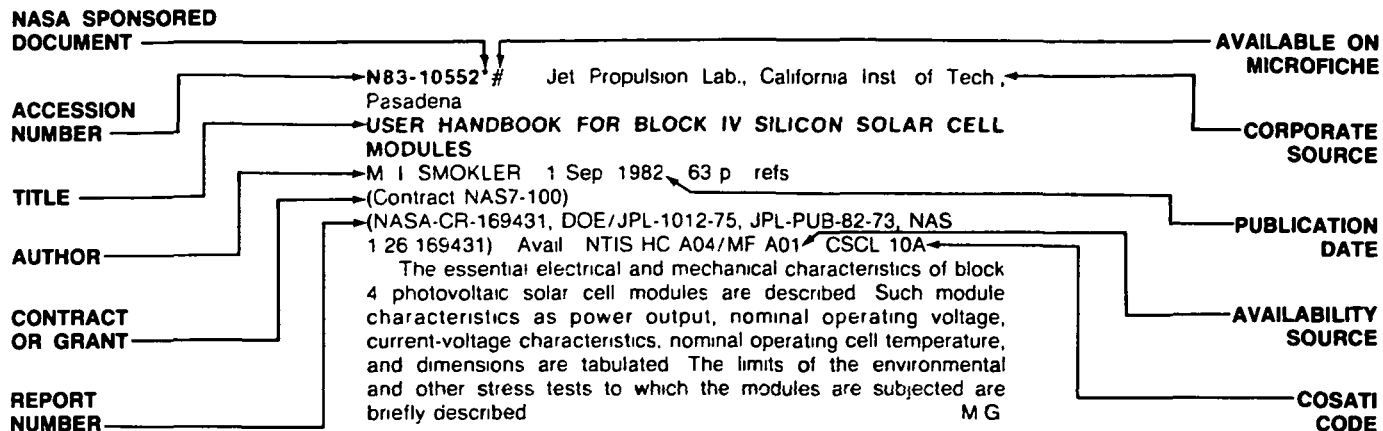 NASA SPONSORED
DOCUMENT
ACCESSION
NUMBER
TITLE
AUTHOR
CONTRACT
OR GRANT
REPORT
NUMBER
N83-10552*# Jet Propulsion Lab., California Inst of Tech ,
Pasadena
USER HANDBOOK FOR BLOCK IV SILICON SOLAR CELL
MODULES
M I SMOKLER 1 Sep 1982 63 p refs
(Contract NAS7-100)
(NASA-CR-169431, DOE/JPL-1012-75, JPL-PUB-82-73, NAS
1 26 169431) Avail NTIS HC A04/MF A01 CSCL 10A
The essential electrical and mechanical characteristics of block
4 photovoltaic solar cell modules are described Such module
characteristics as power output, nominal operating voltage,
current-voltage characteristics, nominal operating cell temperature,
and dimensions are tabulated The limits of the environmental
and other stress tests to which the modules are subjected are
briefly described M G
AVAILABLE ON
MICROFICHE
CORPORATE
SOURCE
PUBLICATION
DATE
AVAILABILITY
SOURCE
COSATI
CODE